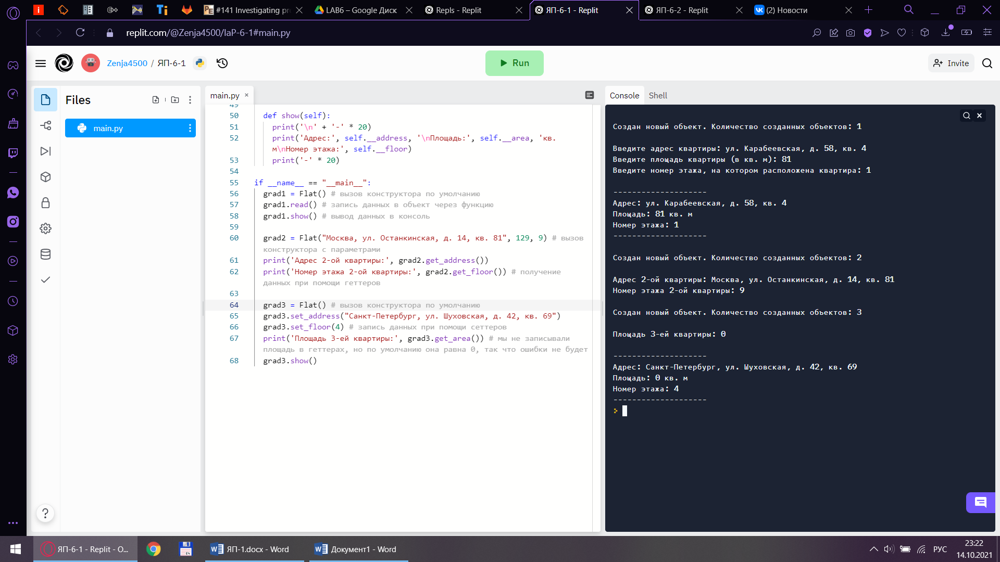 #141 Investigating pr
LAB6 – Google Диск
Repls - Replit
ЯП-6-1 - Replit
ЯП-6-2 - Replit
(2) Новости
replit.com/@Zenja4500/IaP-6-1#main.py
Zenja4500 / ЯП-6-1
Run
Invite
Files
main.py
main.py
Console
Shell
49
50 def show(self):
51 print('\n' + '-' * 20)
52 print('Адрес:', self.__address, '\nПлощадь:', self.__area, 'кв.
м\nНомер этажа:', self.__floor)
53 print('-' * 20)
54
55 if __name__ == "__main__":
56 grad1 = Flat() # вызов конструктора по умолчанию
57 grad1.read() # запись данных в объект через функцию
58 grad1.show() # вывод данных в консоль
59
60 grad2 = Flat("Москва, ул. Останкинская, д. 14, кв. 81", 129, 9) # вызов
конструктора с параметрами
61 print('Адрес 2-ой квартиры:', grad2.get_address())
62 print('Номер этажа 2-ой квартиры:', grad2.get_floor()) # получение
данных при помощи геттеров
63
64 grad3 = Flat() # вызов конструктора по умолчанию
65 grad3.set_address("Санкт-Петербург, ул. Шуховская, д. 42, кв. 69")
66 grad3.set_floor(4) # запись данных при помощи сеттеров
67 print('Площадь 3-ей квартиры:', grad3.get_area()) # мы не записывали
площадь в геттерах, но по умолчанию она равна 0, так что ошибки не будет
68 grad3.show()
Создан новый объект. Количество созданных объектов: 1
Введите адрес квартиры: ул. Карабеевская, д. 58, кв. 4
Введите площадь квартиры (в кв. м): 81
Введите номер этажа, на котором расположена квартира: 1
--------------------
Адрес: ул. Карабеевская, д. 58, кв. 4
Площадь: 81 кв. м
Номер этажа: 1
--------------------
Создан новый объект. Количество созданных объектов: 2
Адрес 2-ой квартиры: Москва, ул. Останкинская, д. 14, кв. 81
Номер этажа 2-ой квартиры: 9
Создан новый объект. Количество созданных объектов: 3
Площадь 3-ей квартиры: 0
--------------------
Адрес: Санкт-Петербург, ул. Шуховская, д. 42, кв. 69
Площадь: 0 кв. м
Номер этажа: 4
--------------------
>
?
ЯП-6-1 - Replit - O...
ЯП-1.docx - Word
Документ1 - Word
РУС
23:22
14.10.2021